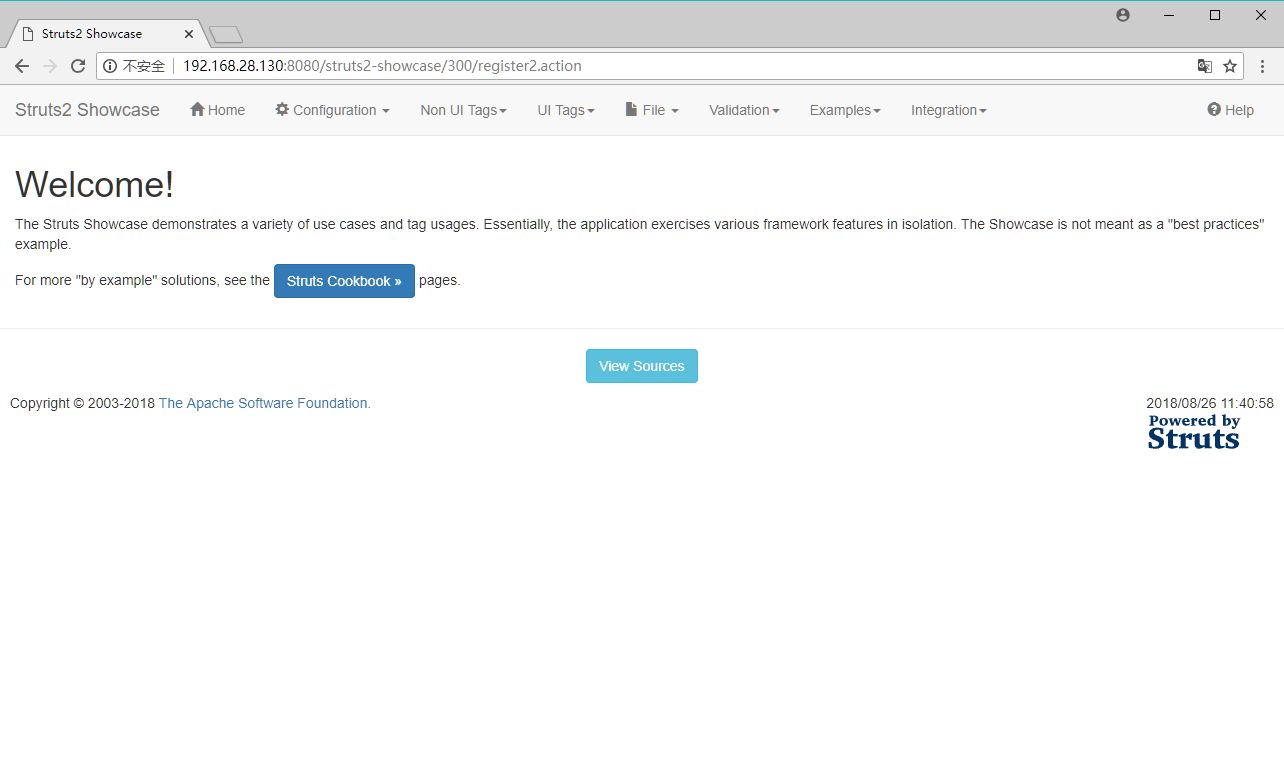 Struts2 Showcase
不安全 192.168.28.130:8080/struts2-showcase/300/register2.action
Struts2 Showcase Home Configuration Non UI Tags UI Tags File Validation Examples Integration Help
Welcome!
The Struts Showcase demonstrates a variety of use cases and tag usages. Essentially, the application exercises various framework features in isolation. The Showcase is not meant as a "best practices"
example.
For more "by example" solutions, see the Struts Cookbook » pages.
View Sources
Copyright © 2003-2018 The Apache Software Foundation. 2018/08/26 11:40:58
Powered by
Struts